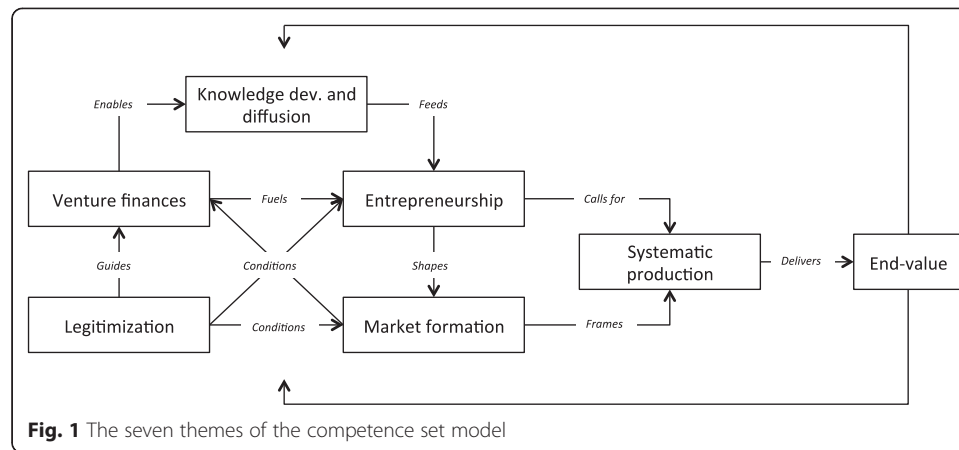 Knowledge dev. and
diffusion
Enables
Feeds
Venture finances
Fuels
Entrepreneurship
Calls for
Guides
Conditions
Shapes
Systematic
production
Delivers
End-value
Legitimization
Conditions
Market formation
Frames
Fig. 1 The seven themes of the competence set model